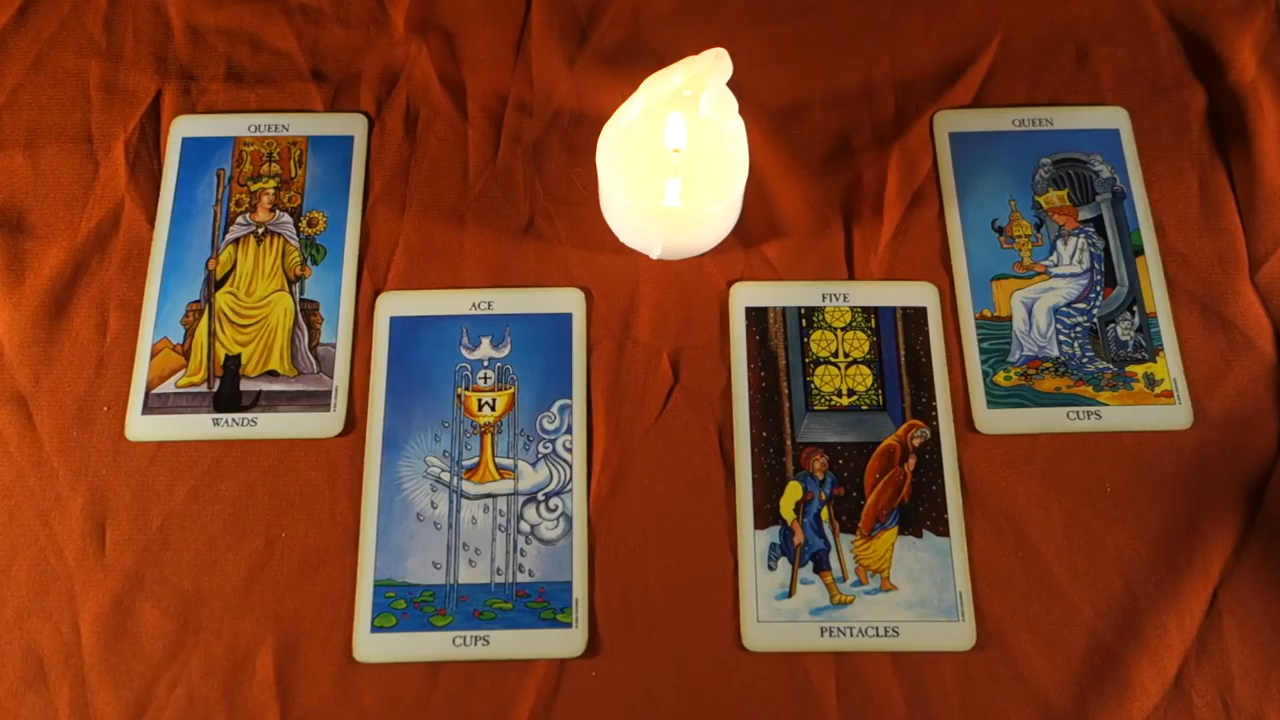 QUEEN
WANDS
ACE
CUPS
FIVE
PENTACLES
QUEEN
CUPS